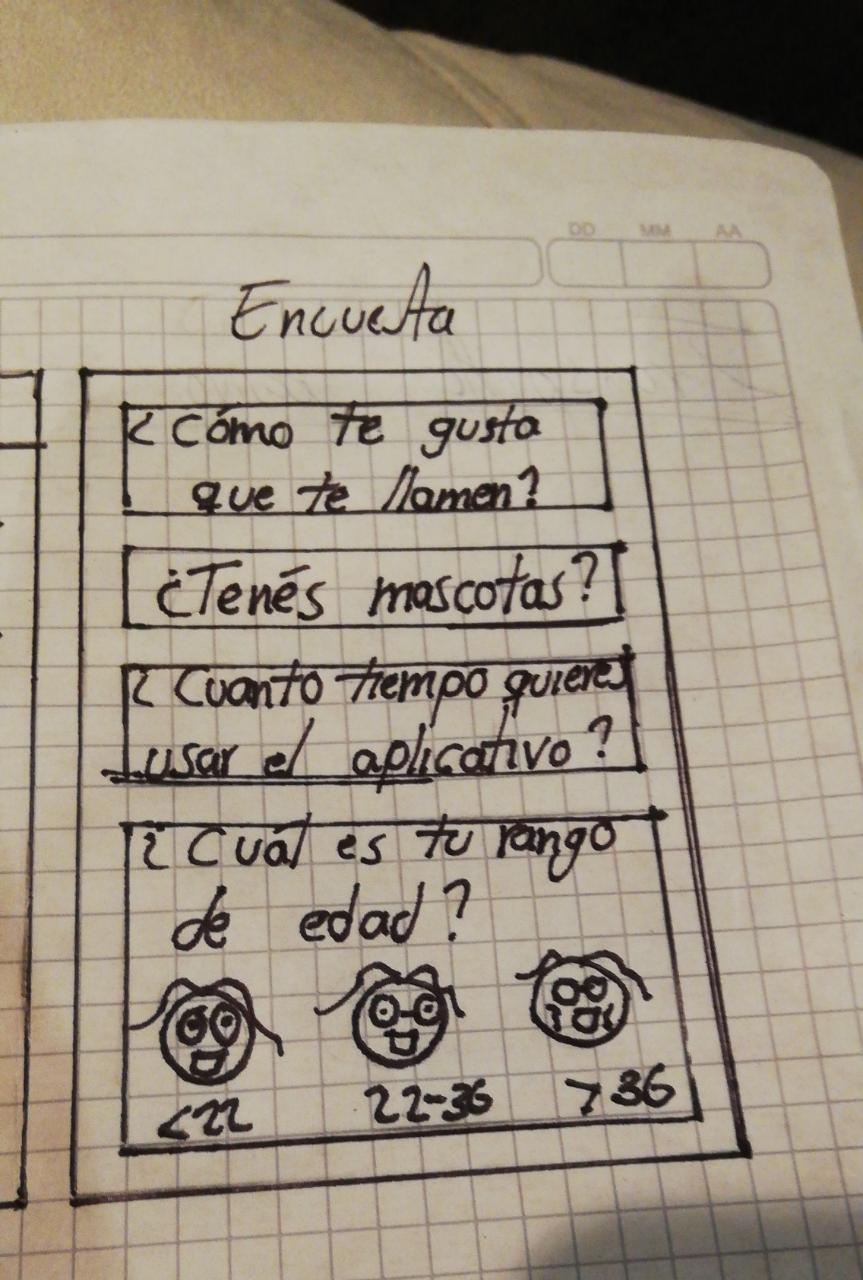 DD MM AA
Encuesta
¿Cómo te gusta
que te llamen?
¿Tenés mascotas?
¿Cuanto tiempo quieres
usar el aplicativo?
¿Cuál es tu rango
de edad?
<22 22-36 >36